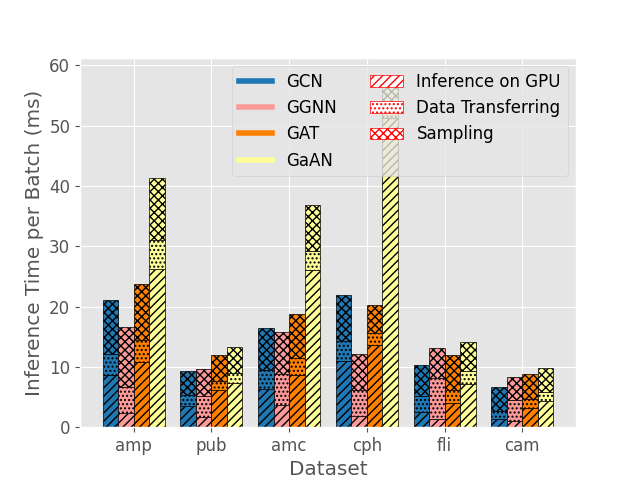 60
50
40
30
20
10
0
Inference Time per Batch (ms)
GCN
GGNN
GAT
GaAN
Inference on GPU
Data Transferring
Sampling
amp pub amc cph fli cam
Dataset